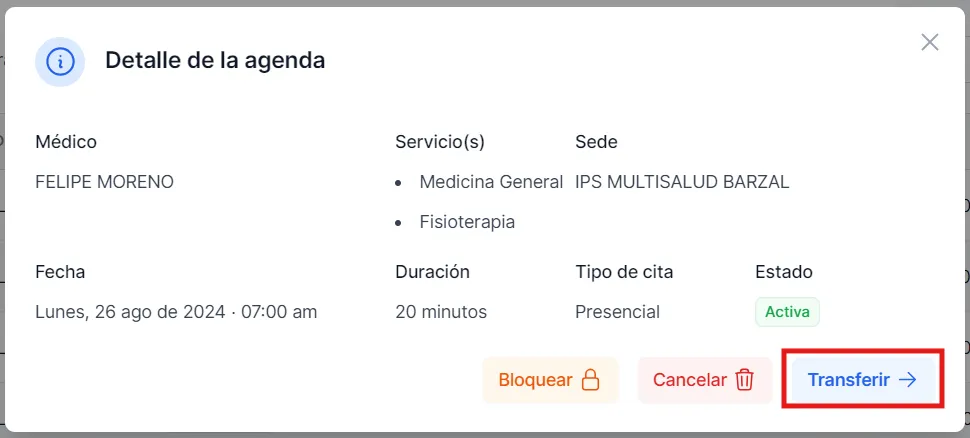 Detalle de la agenda
Médico
Servicio(s)
Sede
FELIPE MORENO
• Medicina General
IPS MULTISALUD BARZAL
• Fisioterapia
Fecha
Duración
Tipo de cita
Estado
Lunes, 26 ago de 2024 · 07:00 am
20 minutos
Presencial
Activa
Bloquear
Cancelar
Transferir